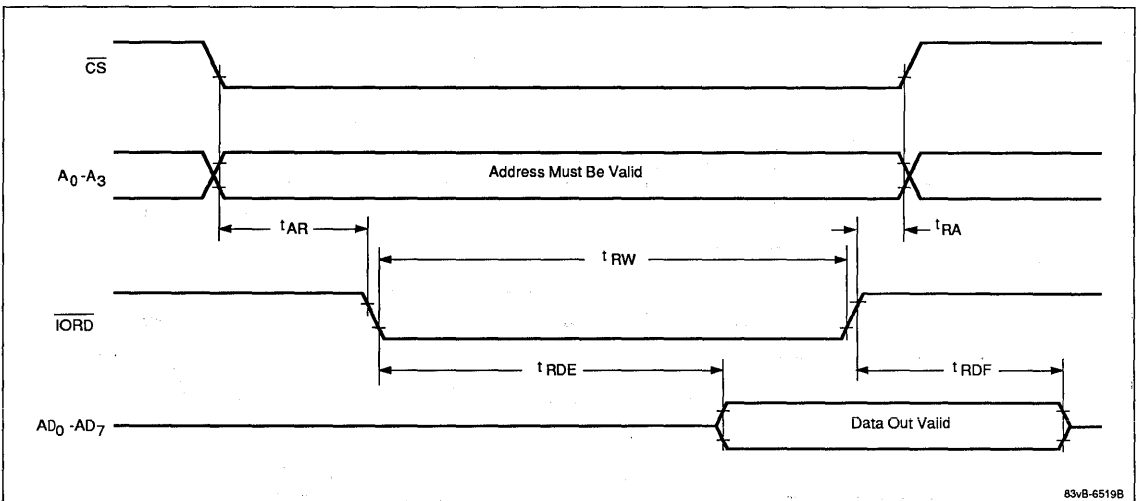 CS
A0-A3
Address Must Be Valid
tAR
tRA
tRW
IORD
tRDE
tRDF
AD0-AD7
Data Out Valid
83vB-6519B